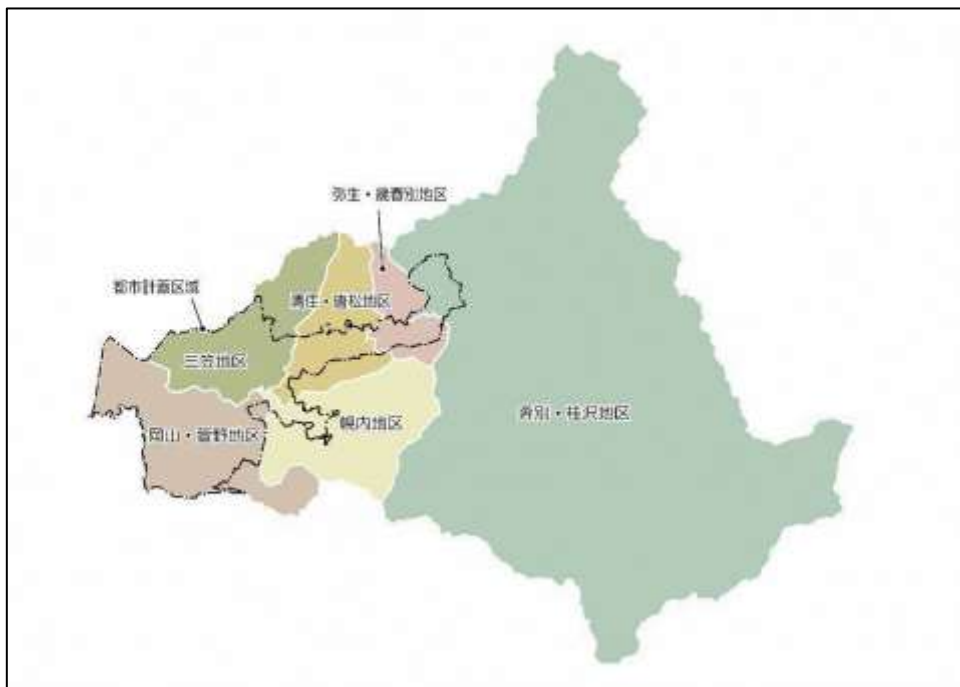 弥生・幾春別地区
都市計画区域
清住・唐松地区
三笠地区
幌内地区
岡山・萱野地区
奔別・桂沢地区